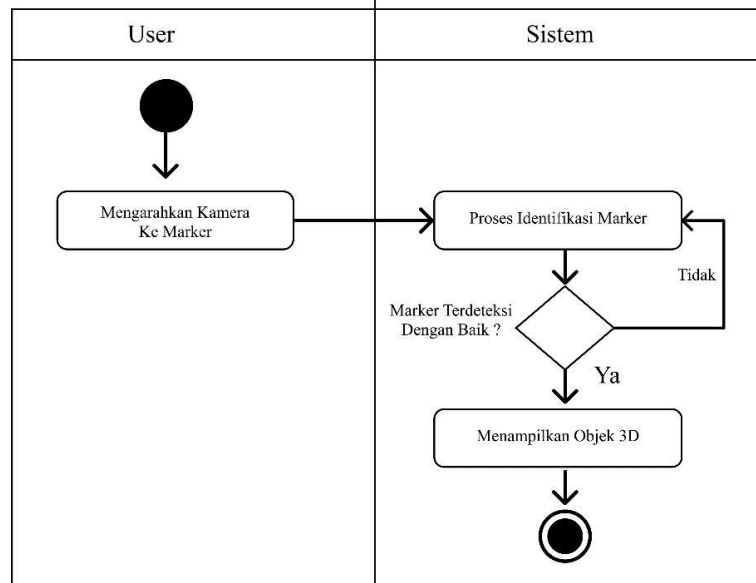 User
Sistem
Mengarahkan Kamera
Ke Marker
Proses Identifikasi Marker
Tidak
Marker Terdeteksi
Dengan Baik ?
Ya
Menampilkan Objek 3D